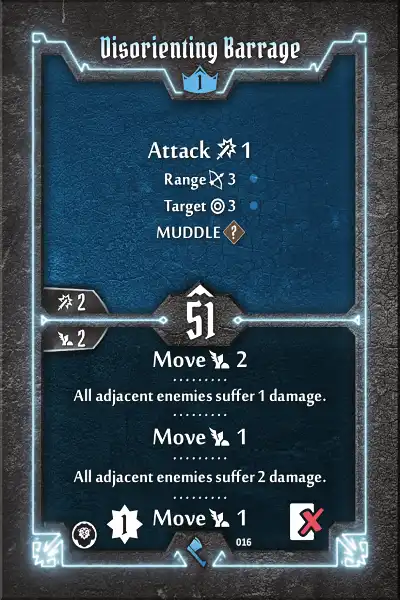 Disorienting Barrage
1
Attack 1
Range 3
Target 3
MUDDLE ?
2
51
2
Move 2
All adjacent enemies suffer 1 damage.
Move 1
All adjacent enemies suffer 2 damage.
Move 1
1
016